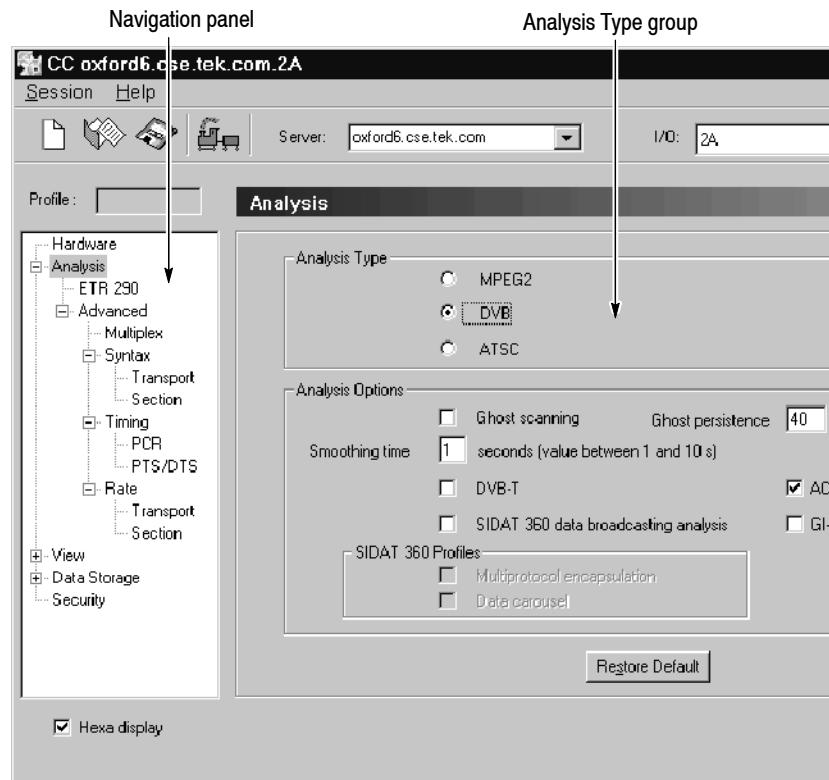 Navigation panel
Analysis Type group
CC oxford6.cse.tek.com.2A
Session Help
Server: oxford6.cse.tek.com I/O: 2A
Profile :
Analysis
Hardware
Analysis
ETR 290
Advanced
Multiplex
Syntax
Transport
Section
Timing
PCR
PTS/DTS
Rate
Transport
Section
View
Data Storage
Security
Analysis Type
MPEG2
DVB
ATSC
Analysis Options
Ghost scanning Ghost persistence 40
Smoothing time 1 seconds (value between 1 and 10 s)
DVB-T AC
SIDAT 360 data broadcasting analysis GI-
SIDAT 360 Profiles
Multiprotocol encapsulation
Data carousel
Restore Default
Hexa display